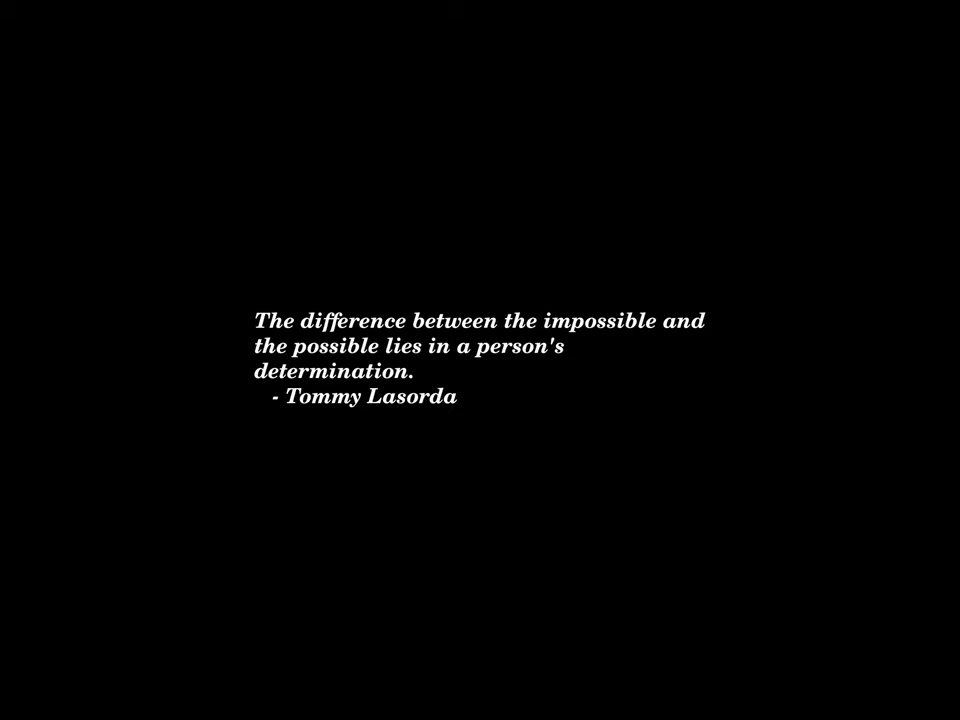 The difference between the impossible and
the possible lies in a person's
determination.
- Tommy Lasorda